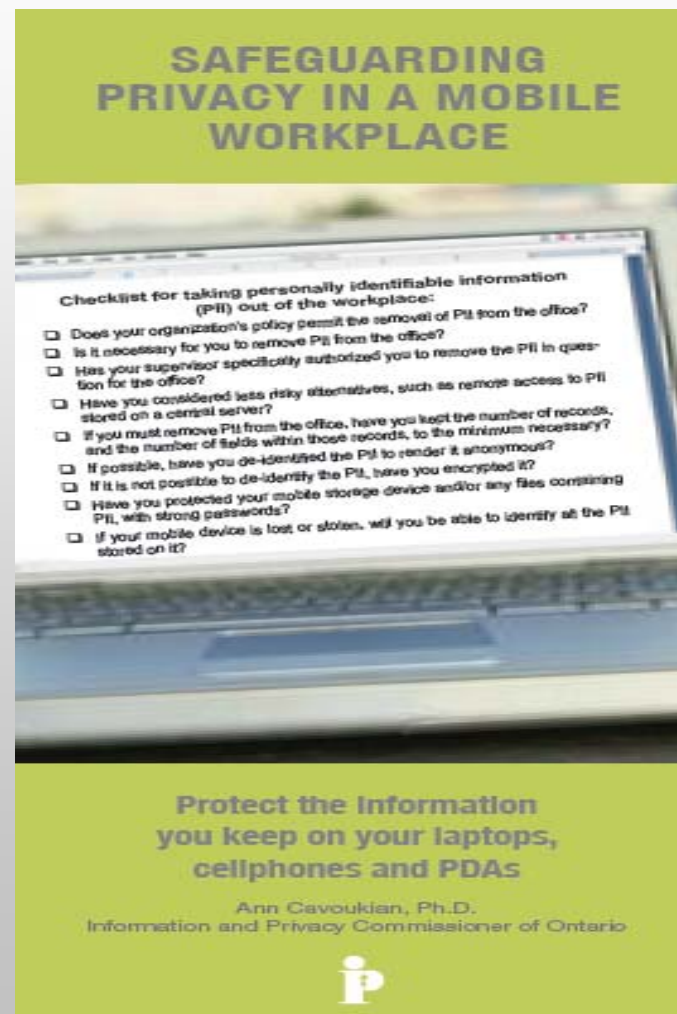 SAFEGUARDING
PRIVACY IN A MOBILE
WORKPLACE
Checklist for taking personally identifiable information
(PII) out of the workplace:
❏ Does your organization's policy permit the removal of PII from the office?
❏ Is it necessary for you to remove PII from the office?
❏ Has your supervisor specifically authorized you to remove the PII in ques-
tion for the office?
❏ Have you considered less risky alternatives, such as remote access to PII
stored on a central server?
❏ If you must remove PII from the office, have you kept the number of records,
and the number of fields within those records, to the minimum necessary?
❏ If possible, have you de-identified the PII to render it anonymous?
❏ If it is not possible to de-identify the PII, have you encrypted it?
❏ Have you protected your mobile storage device and/or any files containing
PII, with strong passwords?
❏ If your mobile device is lost or stolen, will you be able to identify all the PII
stored on it?
Protect the information
you keep on your laptops,
cellphones and PDAs
Ann Cavoukian, Ph.D.
Information and Privacy Commissioner of Ontario
ip